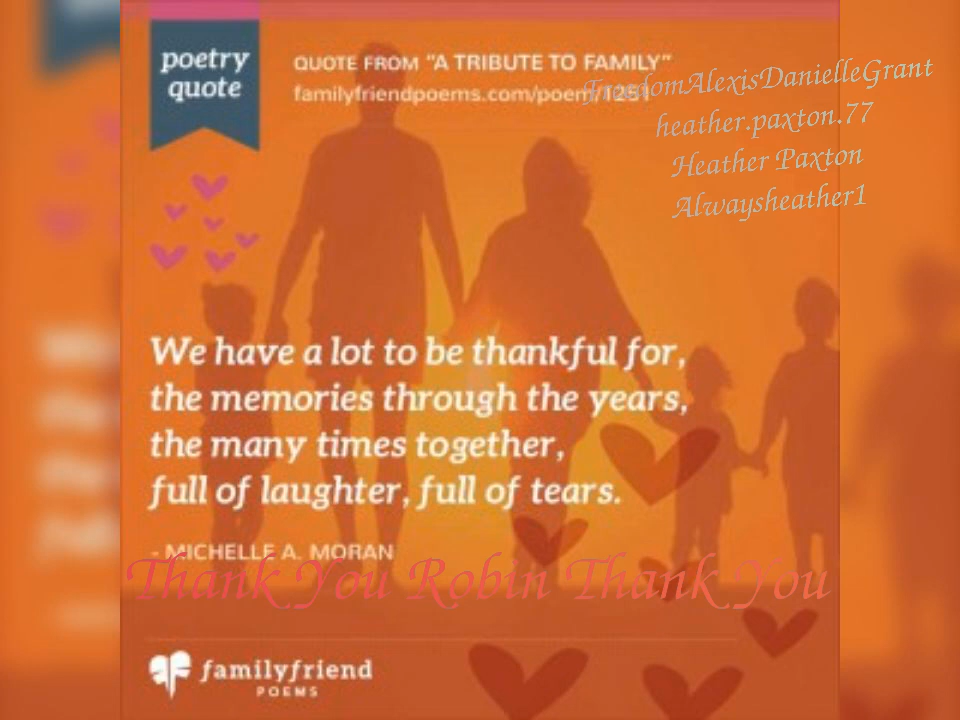 poetry
quote
QUOTE FROM "A TRIBUTE TO FAMILY"
familyfriendpoems.com/poem/1251
FreedomAlexisDanielleGrant
heather.paxton.77
Heather Paxton
Alwaysheather1
We have a lot to be thankful for,
the memories through the years,
the many times together,
full of laughter, full of tears.
- MICHELLE A. MORAN
Thank You Robin Thank You
familyfriend
POEMS